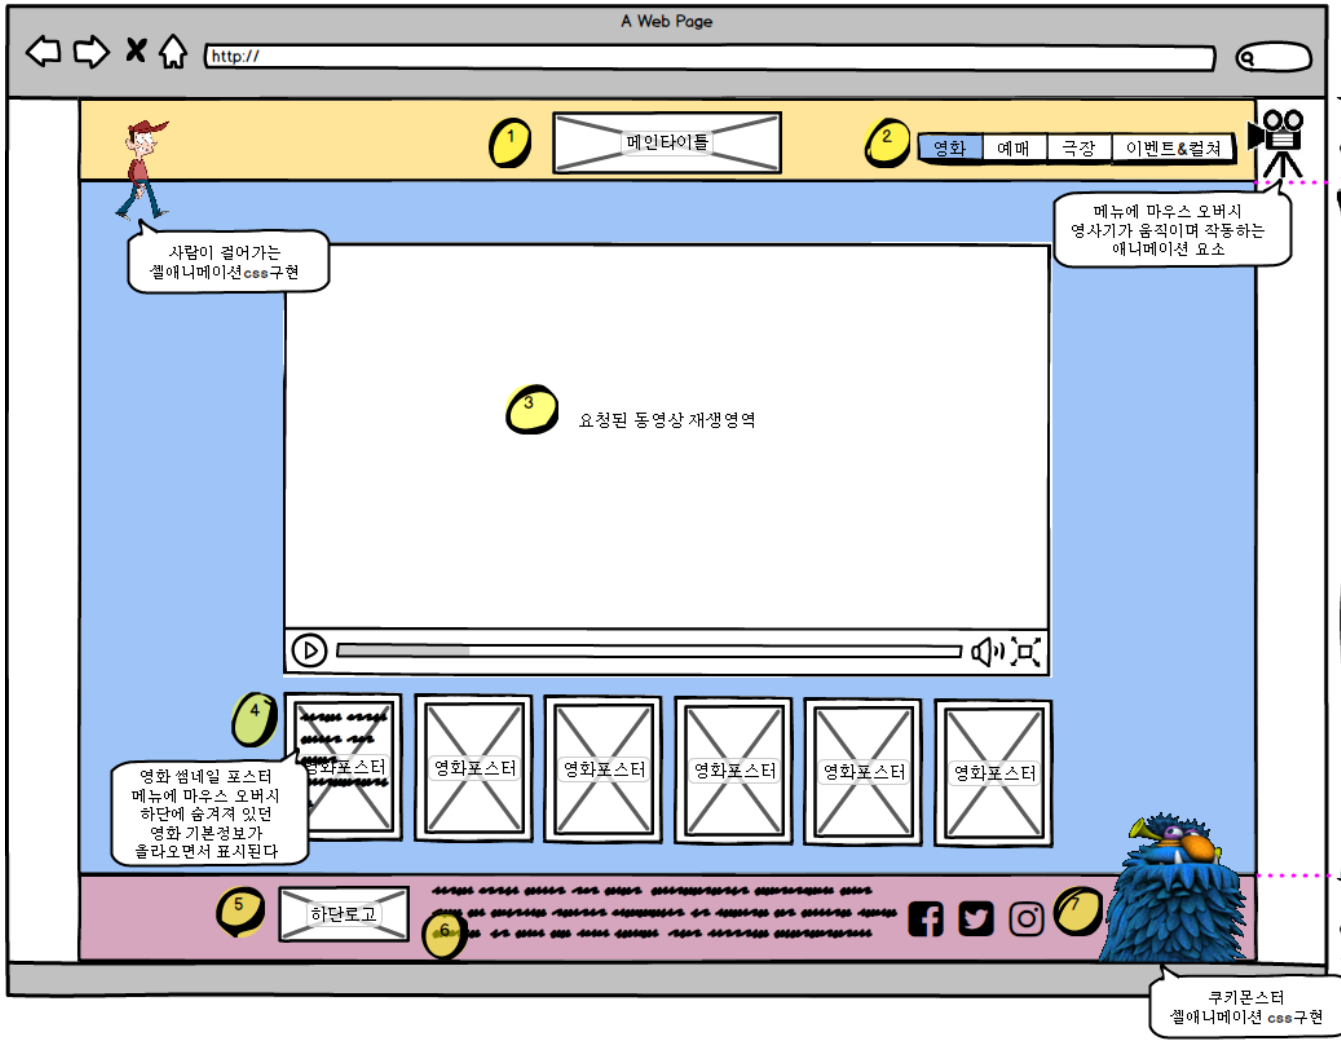 A Web Page
http://
1
메인타이틀
2
영화
예매
극장
이벤트&컬쳐
사람이 걸어가는
셀애니메이션css구현
메뉴에 마우스 오버시
영사기가 움직이며 작동하는
애니메이션 요소
3
요청된 동영상 재생영역
4
영화포스터
영화포스터
영화포스터
영화포스터
영화포스터
영화포스터
영화 썸네일 포스터
메뉴에 마우스 오버시
하단에 숨겨져 있던
영화 기본정보가
올라오면서 표시된다
5
하단로고
6
7
쿠키몬스터
셀애니메이션 css구현